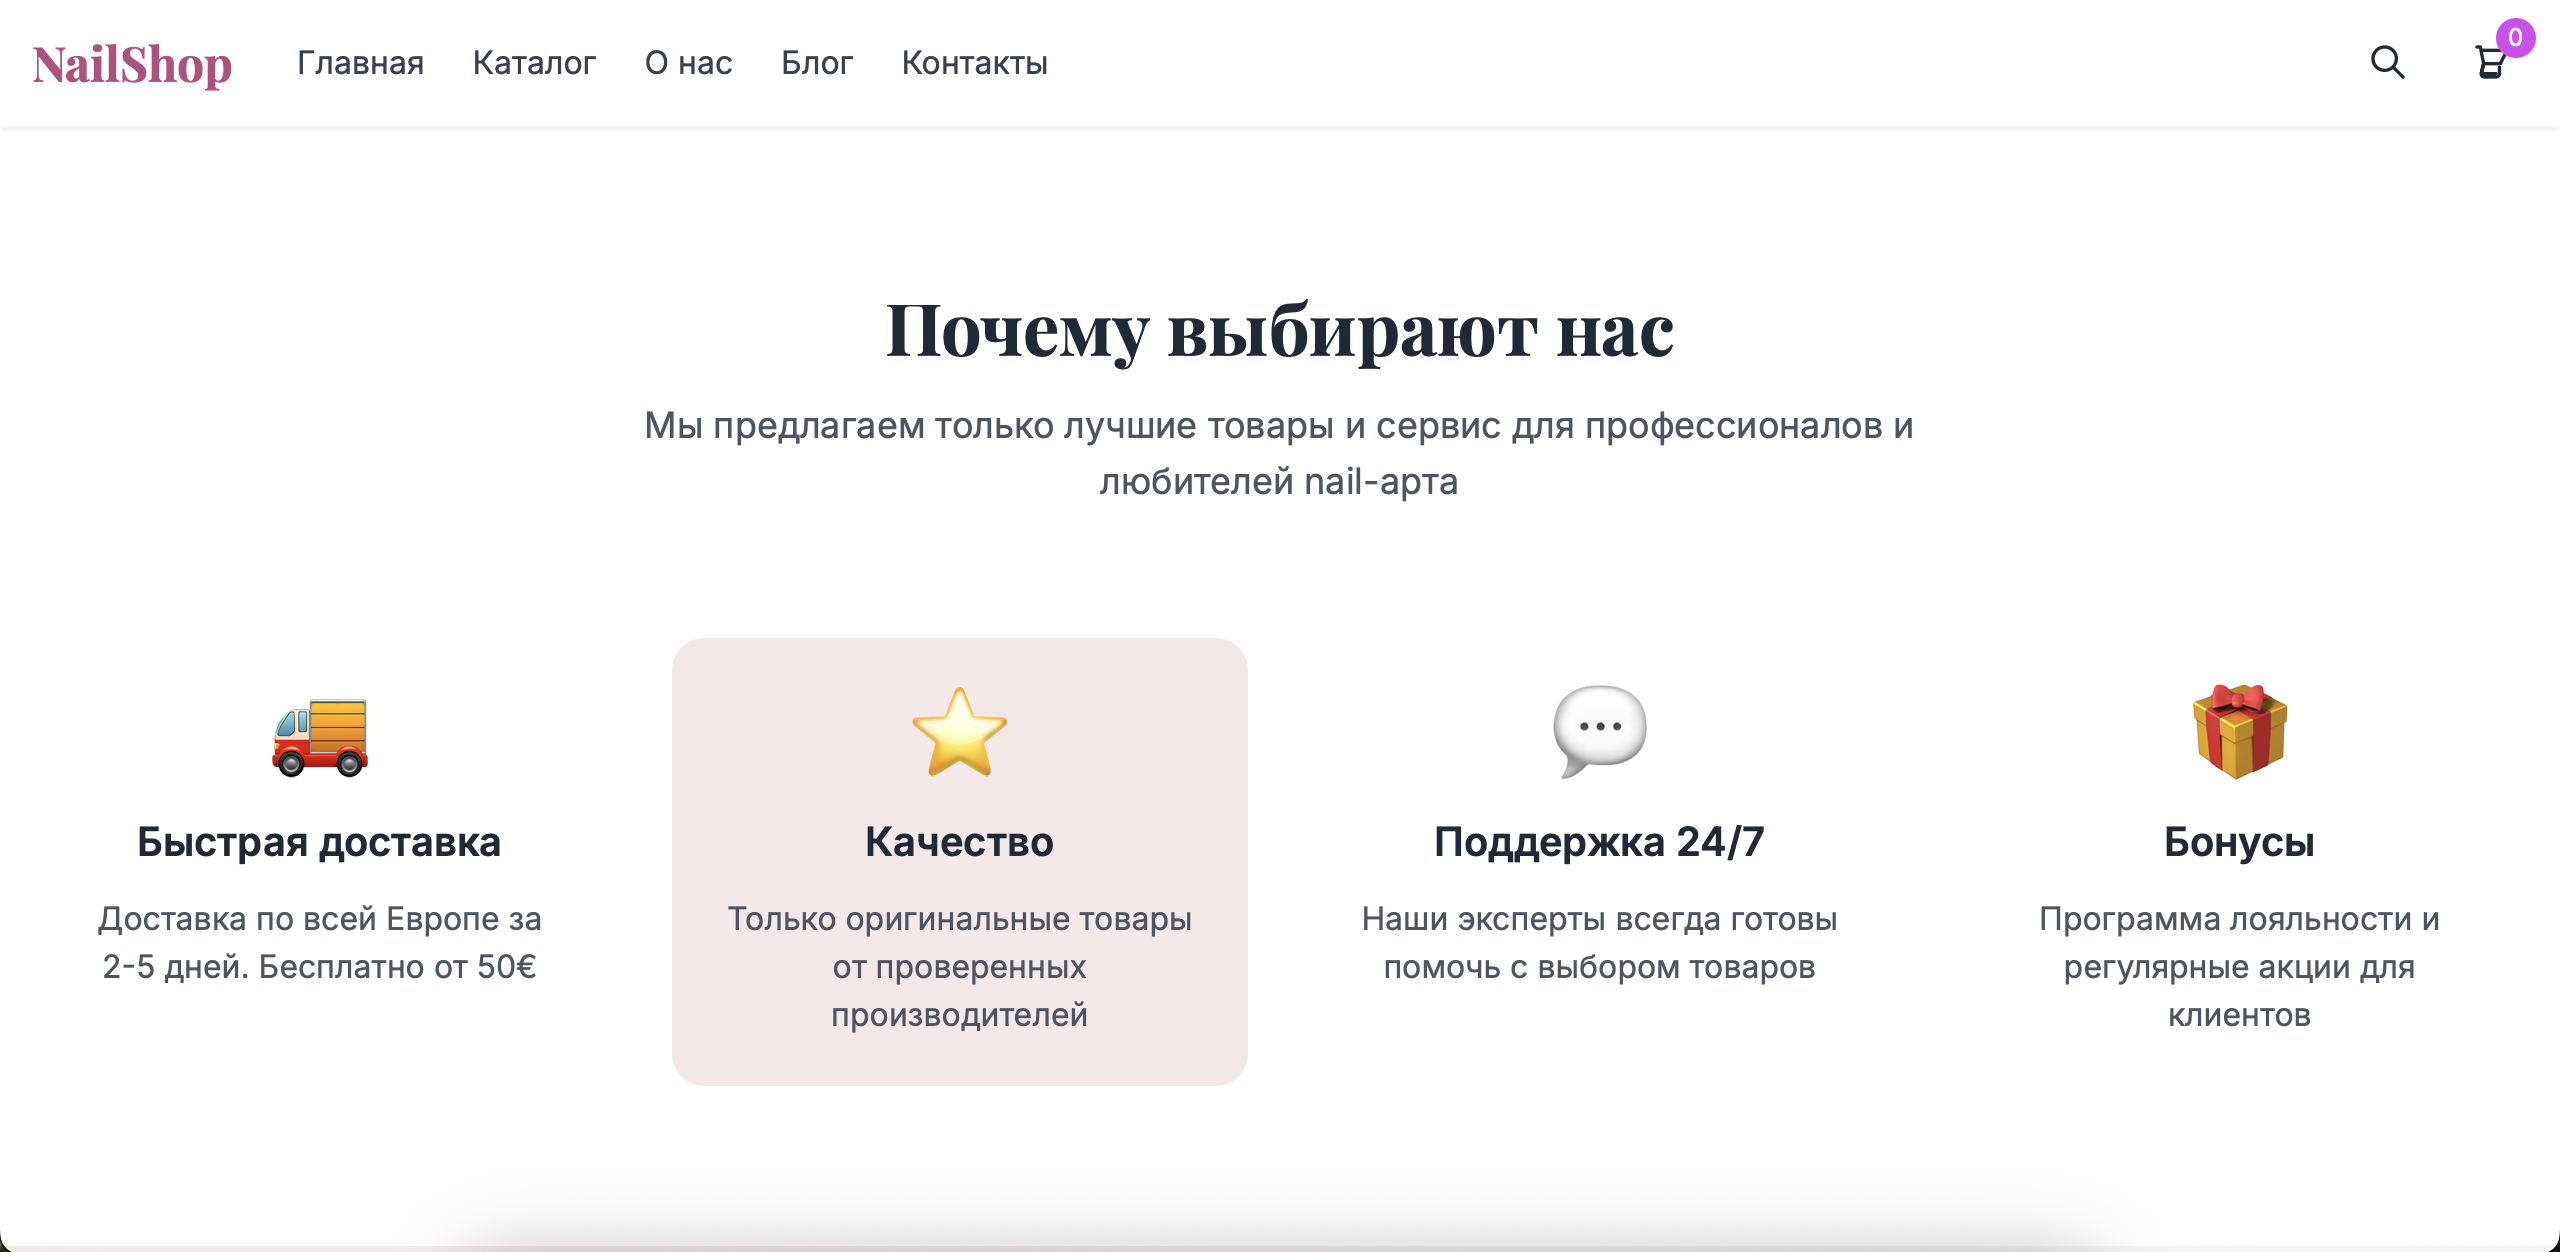 NailShop
Главная
Каталог
О нас
Блог
Контакты
0
Почему выбирают нас
Мы предлагаем только лучшие товары и сервис для профессионалов и
любителей nail-арта
Быстрая доставка
Доставка по всей Европе за
2-5 дней. Бесплатно от 50€
Качество
Только оригинальные товары
от проверенных
производителей
Поддержка 24/7
Наши эксперты всегда готовы
помочь с выбором товаров
Бонусы
Программа лояльности и
регулярные акции для
клиентов